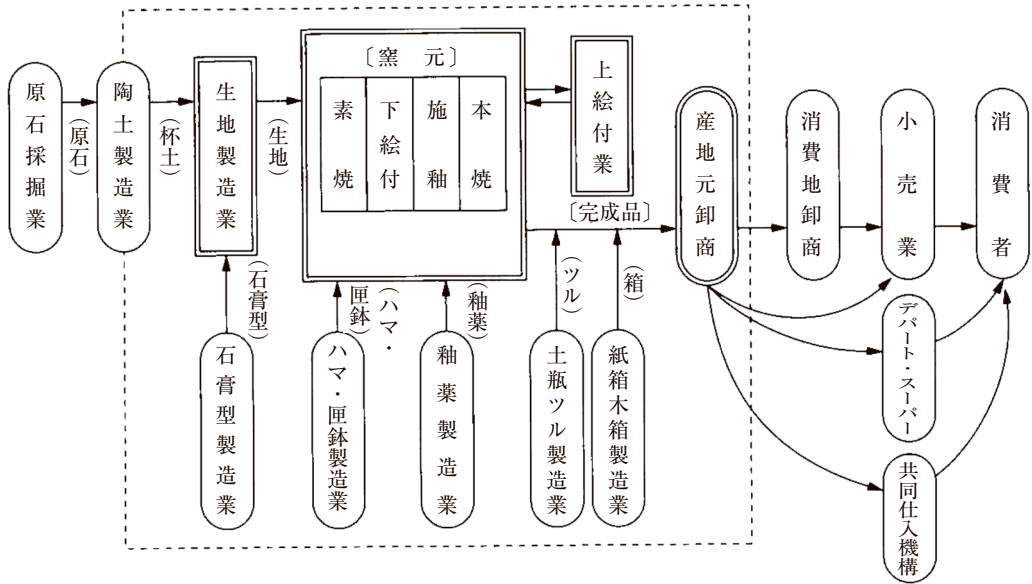 原石採掘業
(原石)
陶土製造業
(杯土)
生地製造業
(生地)
〔窯元〕
素焼
下絵付
施釉
本焼
上絵付業
〔完成品〕
産地元卸商
消費地卸商
小売業
消費者
(石膏型)
(ハマ・
匣鉢)
(釉薬)
(ツル)
(箱)
石膏型製造業
ハマ・匣鉢製造業
釉薬製造業
土瓶ツル製造業
紙箱木箱製造業
デパート・スーパー
共同仕入機構